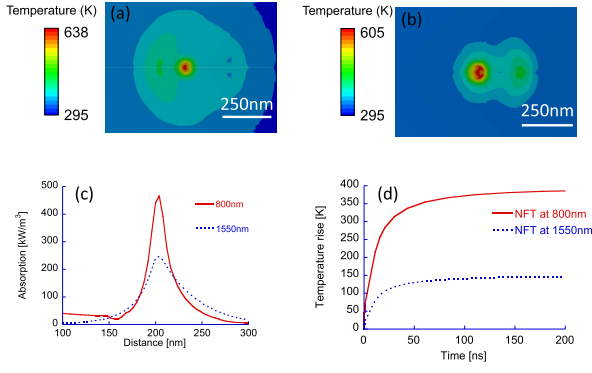 Temperature (K)
638
295
(a)
250nm
Temperature (K)
605
295
(b)
250nm
(c)
500
400
300
200
100
0
Absorption [kW/m³]
800nm
1550nm
100
150
200
250
300
Distance [nm]
(d)
400
350
300
250
200
150
100
50
0
Temperature rise [K]
NFT at 800nm
NFT at 1550nm
0
50
100
150
200
Time [ns]